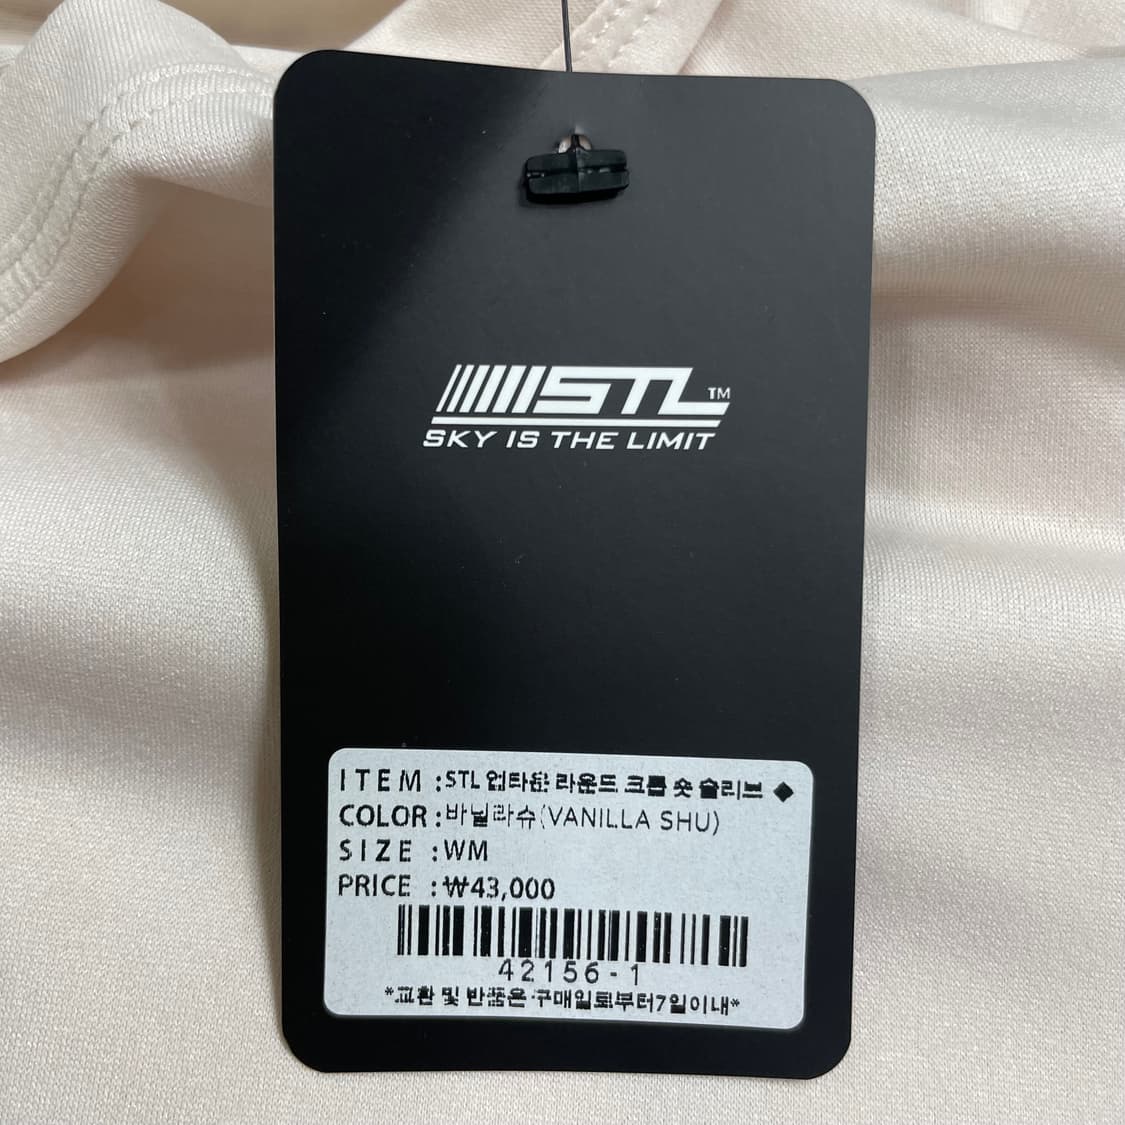 STL™
SKY IS THE LIMIT
ITEM :STL 업타운 라운드 크롭 숏 슬리브 ◆
COLOR :바닐라슈(VANILLA SHU)
SIZE :WM
PRICE :₩43,000
42156-1
*교환 및 반품은 구매일로부터7일이내*